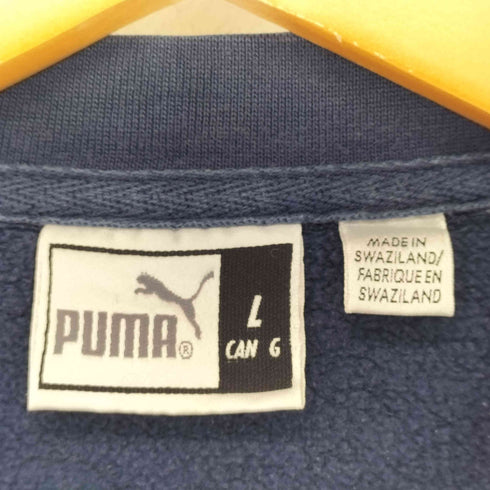 PUMA®
L
CAN G
MADE IN
SWAZILAND/
FABRIQUE EN
SWAZILAND